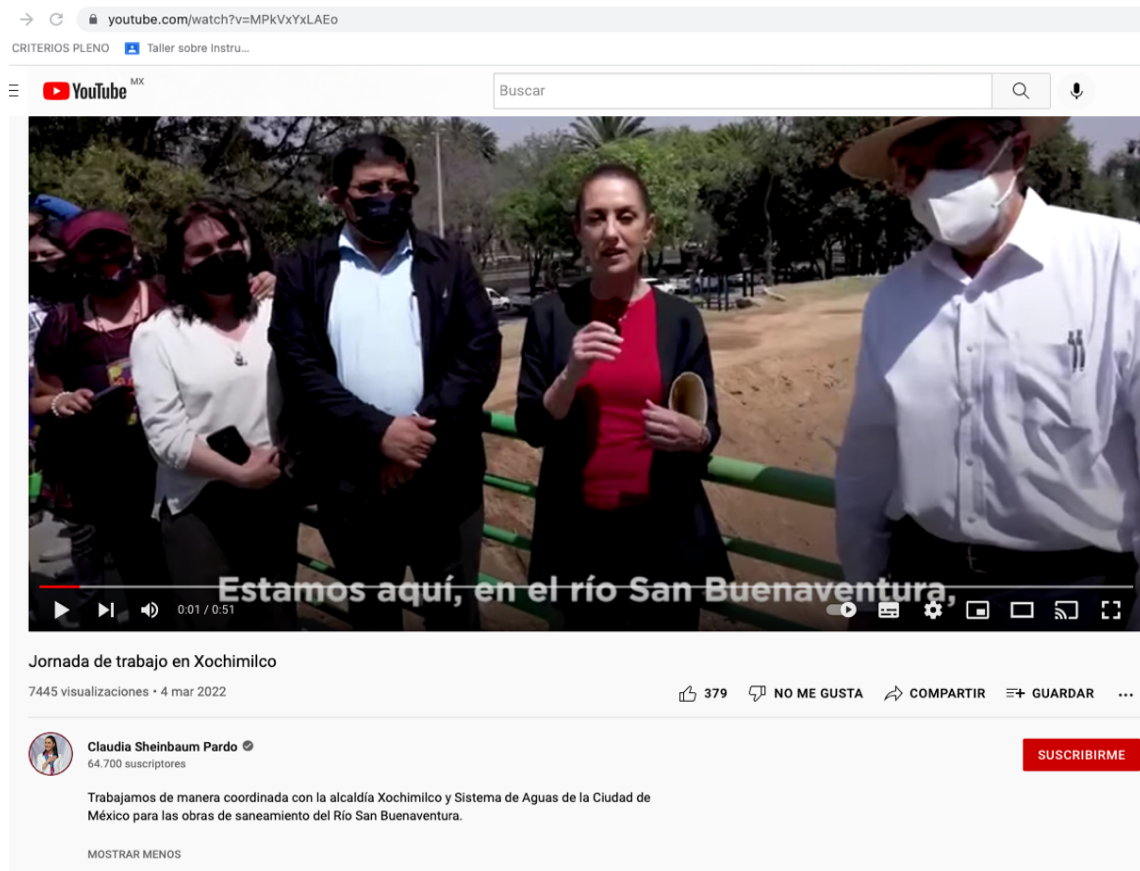 youtube.com/watch?v=MPkVxYxLAEo
CRITERIOS PLENO Taller sobre Instru...
YouTube MX
Buscar
Estamos aquí, en el río San Buenaventura,
0:01 / 0:51
Jornada de trabajo en Xochimilco
7445 visualizaciones • 4 mar 2022
379 NO ME GUSTA COMPARTIR GUARDAR ...
Claudia Sheinbaum Pardo
64.700 suscriptores
SUSCRIBIRME
Trabajamos de manera coordinada con la alcaldía Xochimilco y Sistema de Aguas de la Ciudad de
México para las obras de saneamiento del Río San Buenaventura.
MOSTRAR MENOS